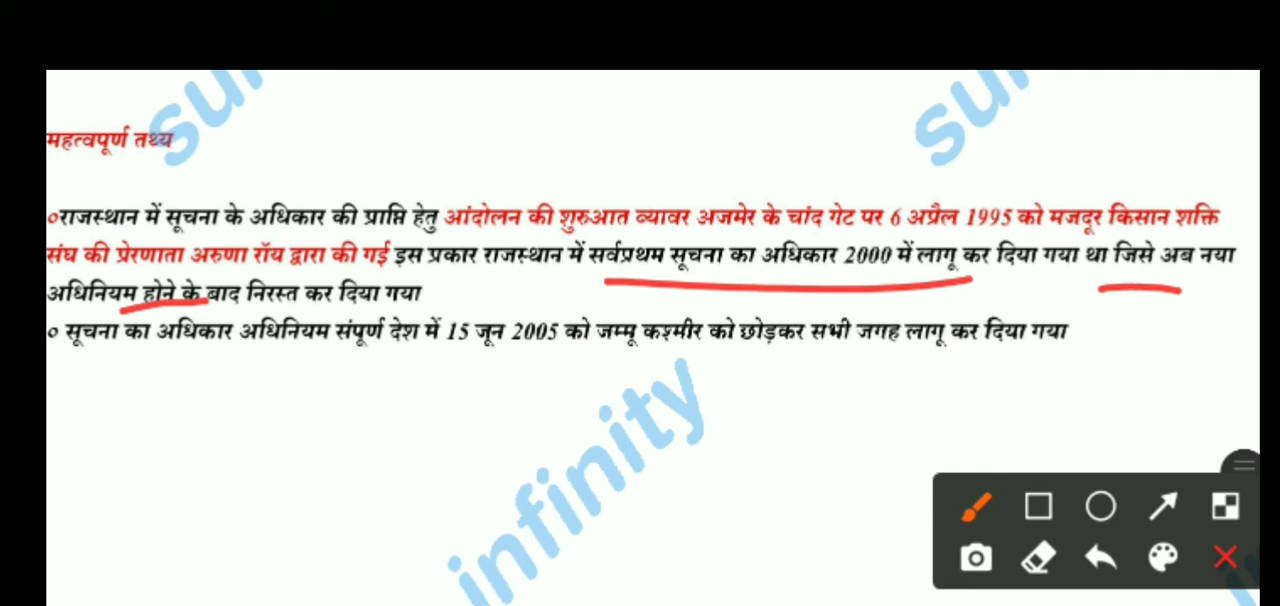 महत्वपूर्ण तथ्य
○राजस्थान में सूचना के अधिकार की प्राप्ति हेतु आंदोलन की शुरुआत ब्यावर अजमेर के चांद गेट पर 6 अप्रैल 1995 को मजदूर किसान शक्ति
संघ की प्रेरणाता अरुणा रॉय द्वारा की गई इस प्रकार राजस्थान में सर्वप्रथम सूचना का अधिकार 2000 में लागू कर दिया गया था जिसे अब नया
अधिनियम होने के बाद निरस्त कर दिया गया
○ सूचना का अधिकार अधिनियम संपूर्ण देश में 15 जून 2005 को जम्मू कश्मीर को छोड़कर सभी जगह लागू कर दिया गया
infinity